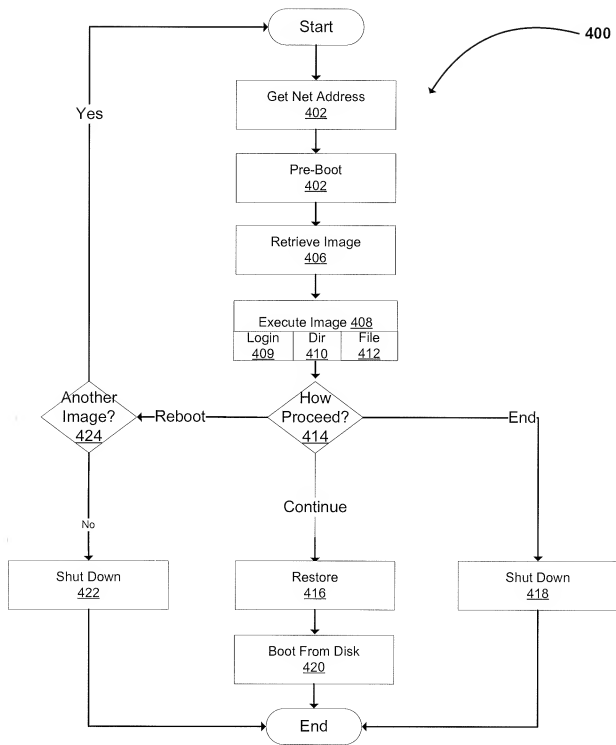 Start
400
Get Net Address
402
Yes
Pre-Boot
402
Retrieve Image
406
Execute Image 408
Login
409
Dir
410
File
412
Another
Image?
424
Reboot
How
Proceed?
414
End
Continue
No
Shut Down
422
Restore
416
Shut Down
418
Boot From Disk
420
End